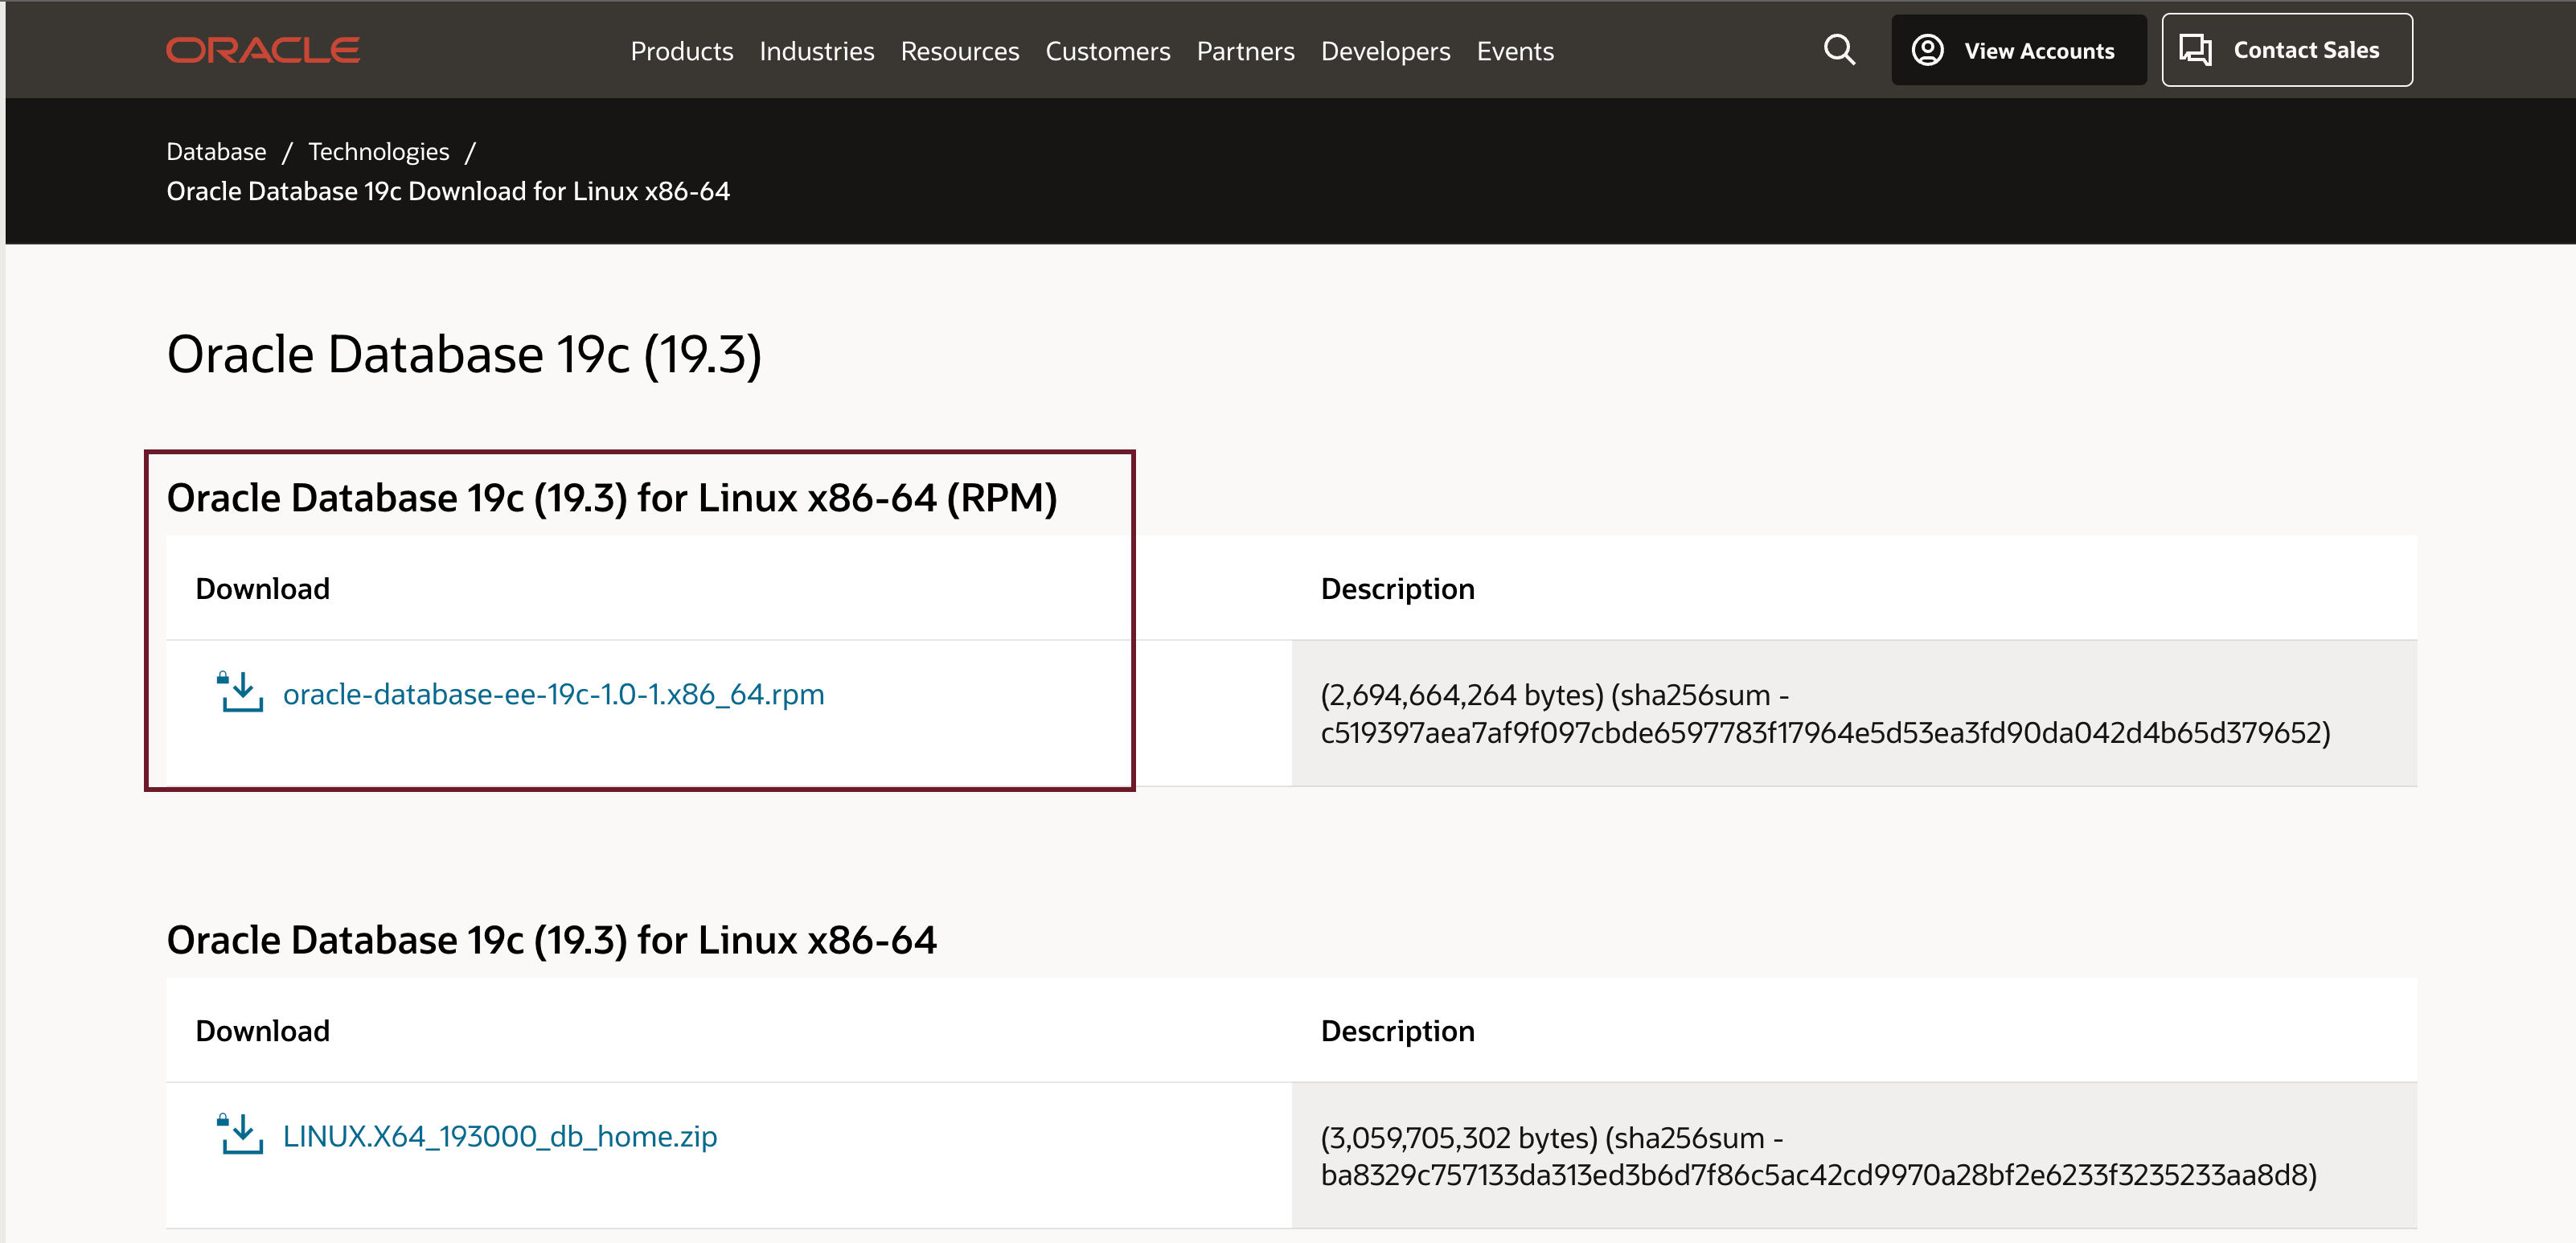 ORACLE
Products Industries Resources Customers Partners Developers Events
View Accounts
Contact Sales
Database / Technologies /
Oracle Database 19c Download for Linux x86-64
Oracle Database 19c (19.3)
Oracle Database 19c (19.3) for Linux x86-64 (RPM)
Download
Description
oracle-database-ee-19c-1.0-1.x86_64.rpm
(2,694,664,264 bytes) (sha256sum -
c519397aea7af9f097cbde6597783f17964e5d53ea3fd90da042d4b65d379652)
Oracle Database 19c (19.3) for Linux x86-64
Download
Description
LINUX.X64_193000_db_home.zip
(3,059,705,302 bytes) (sha256sum -
ba8329c757133da313ed3b6d7f86c5ac42cd9970a28bf2e6233f3235233aa8d8)